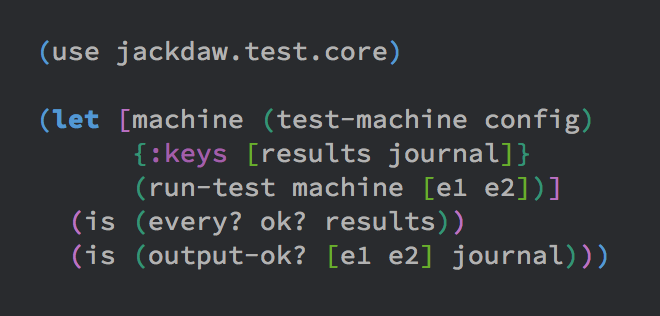 (use jackdaw.test.core)
(let [machine (test-machine config)
{:keys [results journal]}
(run-test machine [e1 e2])]
(is (every? ok? results))
(is (output-ok? [e1 e2] journal)))